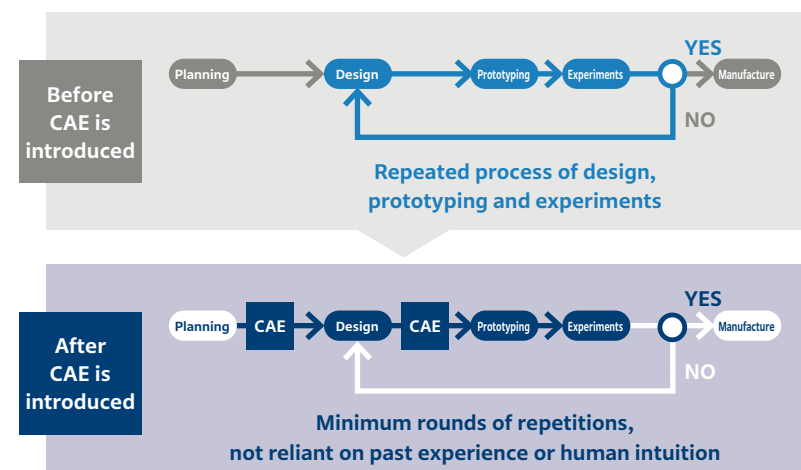 Before
CAE is
introduced
Planning
Design
Prototyping
Experiments
YES
Manufacture
NO
Repeated process of design,
prototyping and experiments
After
CAE is
introduced
Planning
CAE
Design
CAE
Prototyping
Experiments
YES
Manufacture
NO
Minimum rounds of repetitions,
not reliant on past experience or human intuition